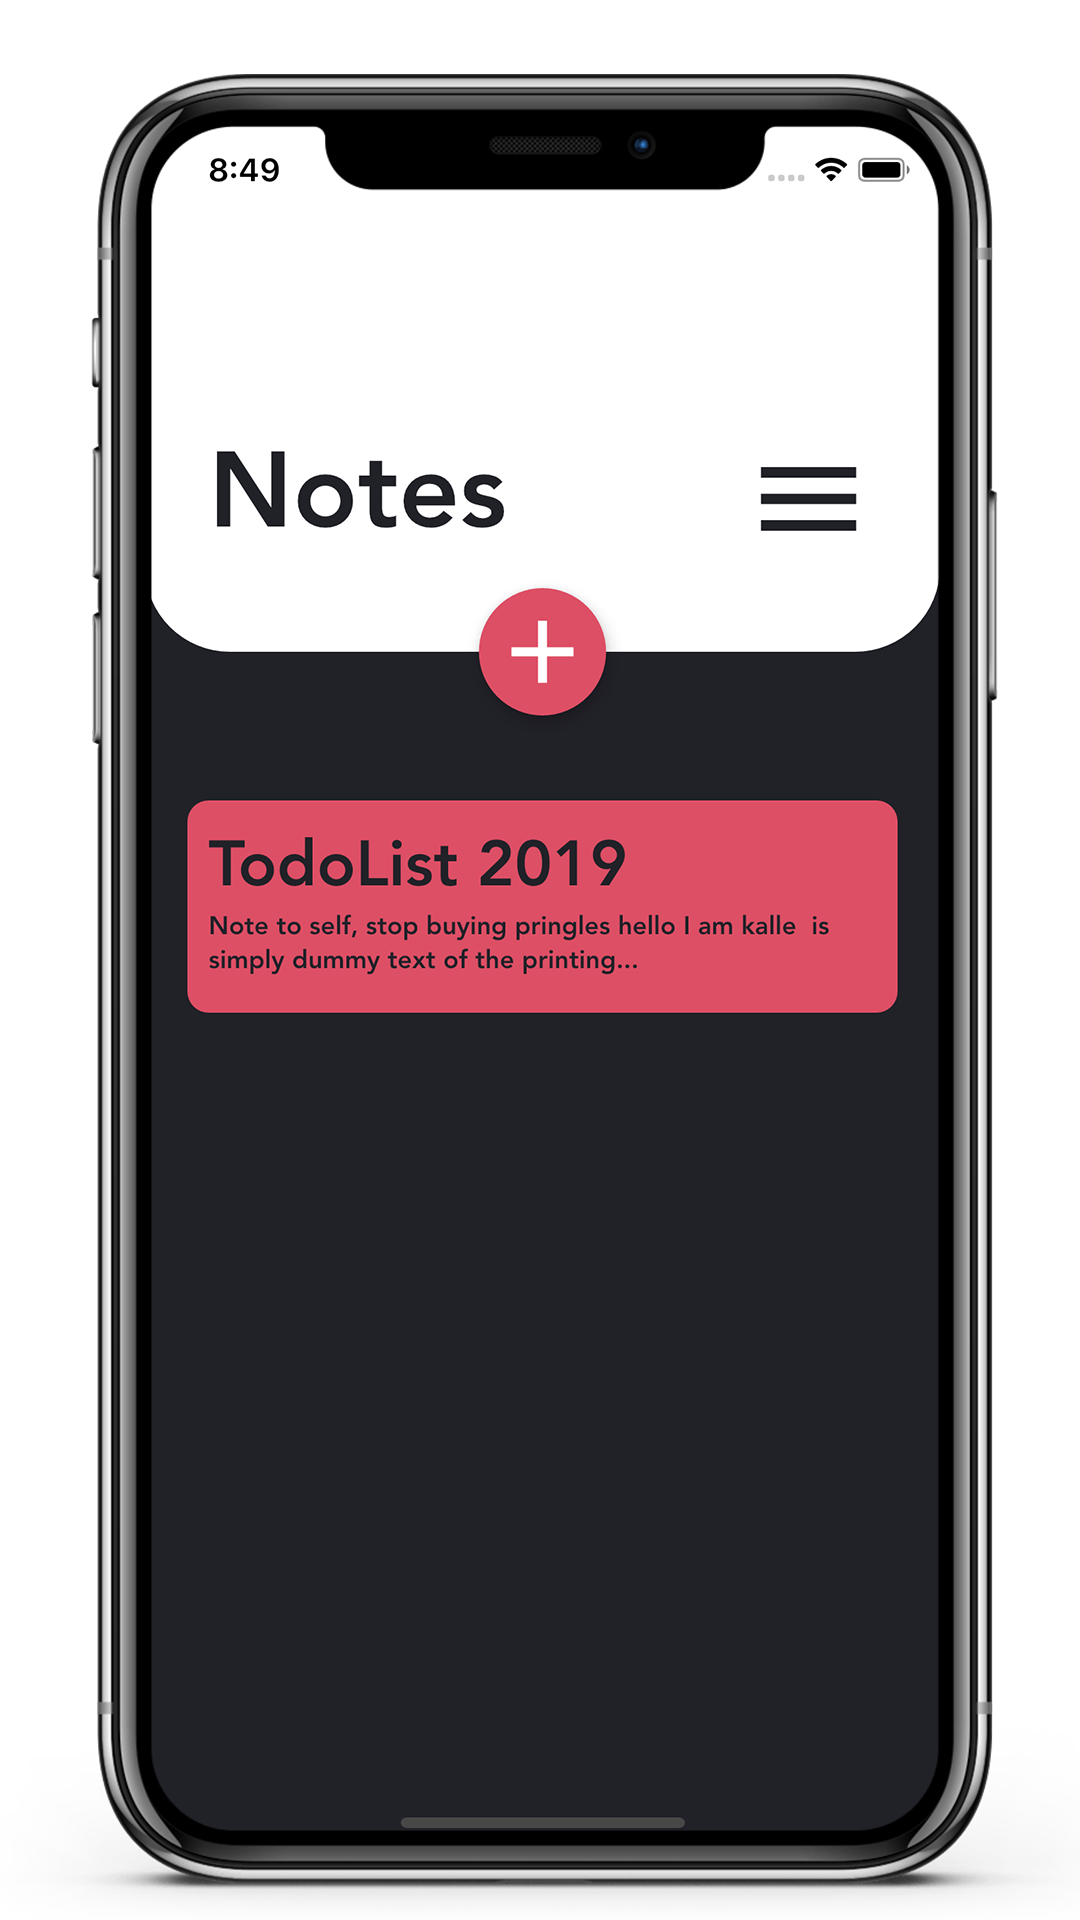 8:49
Notes
TodoList 2019
Note to self, stop buying pringles hello I am kalle  is
simply dummy text of the printing...